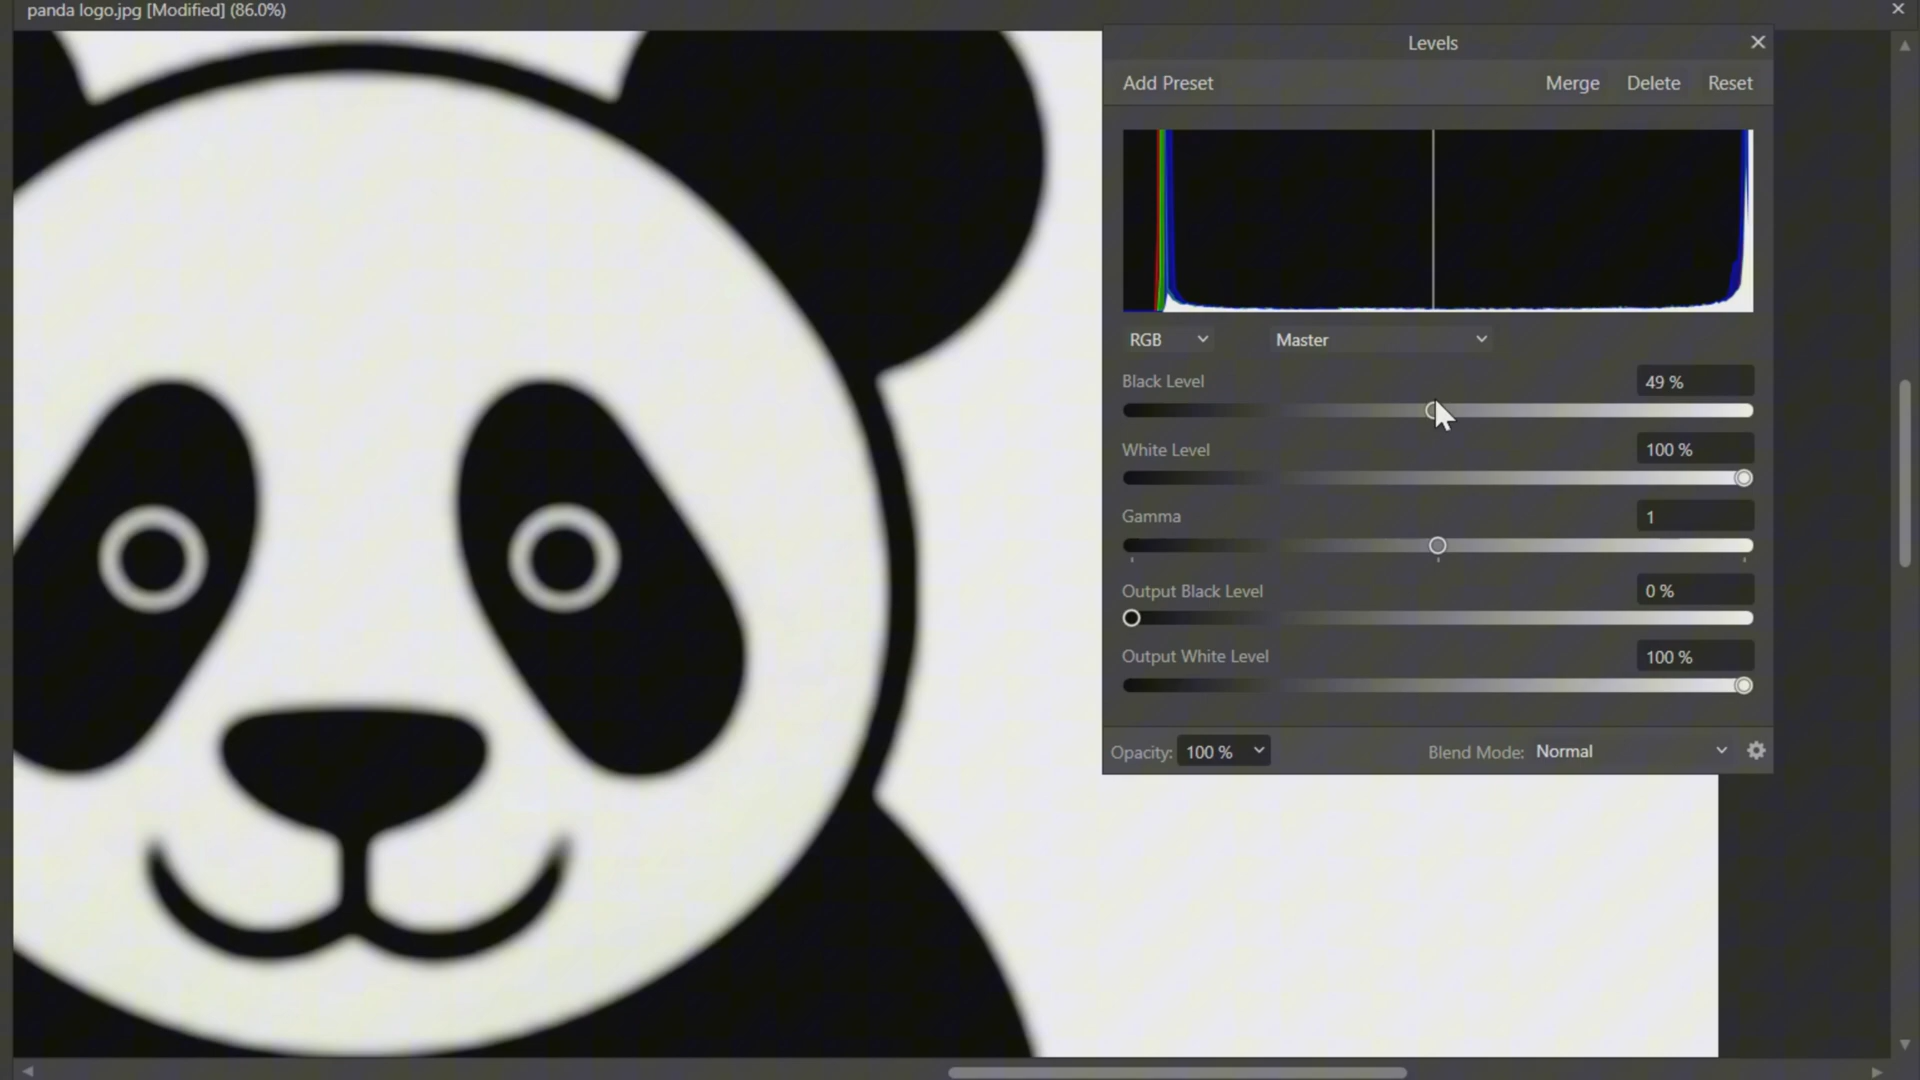 panda logo.jpg [Modified] (86.0%)
Levels
Add Preset Merge Delete Reset
RGB Master
Black Level 49 %
White Level 100 %
Gamma 1
Output Black Level 0 %
Output White Level 100 %
Opacity: 100 % Blend Mode: Normal